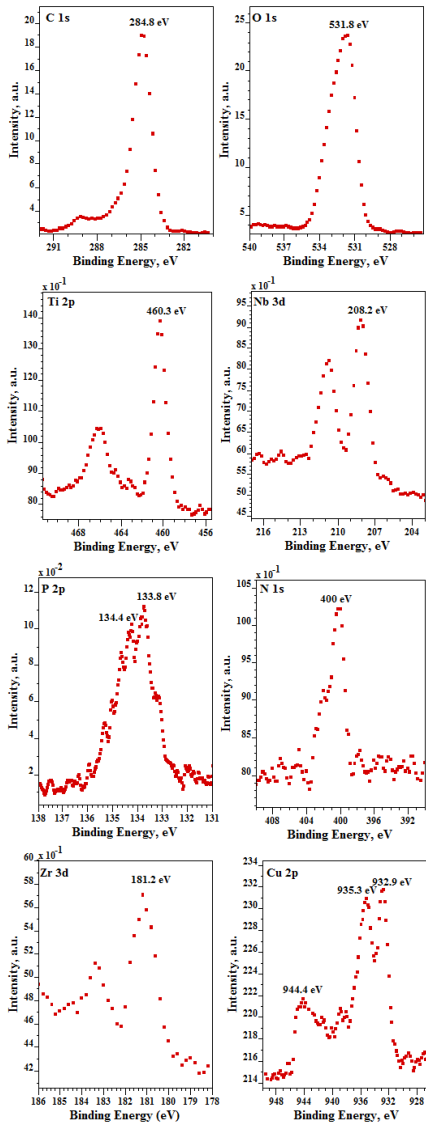 C 1s
284.8 eV
20
18
16
14
12
10
8
6
4
Intensity, a.u.
291 288 285 282
Binding Energy, eV
O 1s
531.8 eV
25
20
15
10
5
Intensity, a.u.
540 537 534 531 528
Binding Energy, eV
x 10⁻¹
Ti 2p
460.3 eV
140
130
120
110
100
90
80
Intensity, a.u.
468 464 460 456
Binding Energy, eV
x 10⁻¹
Nb 3d
208.2 eV
95
90
85
80
75
70
65
60
55
50
45
Intensity, a.u.
216 213 210 207 204
Binding Energy, eV
x 10⁻²
P 2p
133.8 eV
134.4 eV
12
10
8
6
4
2
Intensity, a.u.
138 137 136 135 134 133 132 131
Binding Energy, eV
x 10⁻¹
N 1s
400 eV
105
100
95
90
85
80
Intensity, a.u.
408 404 400 396 392
Binding Energy, eV
x 10⁻¹
Zr 3d
181.2 eV
60
58
56
54
52
50
48
46
44
42
Intensity, a.u.
186 185 184 183 182 181 180 179 178
Binding Energy (eV)
Cu 2p
932.9 eV
935.3 eV
944.4 eV
236
234
232
230
228
226
224
222
220
218
216
214
Intensity, a.u.
948 944 940 936 932 928
Binding Energy, eV